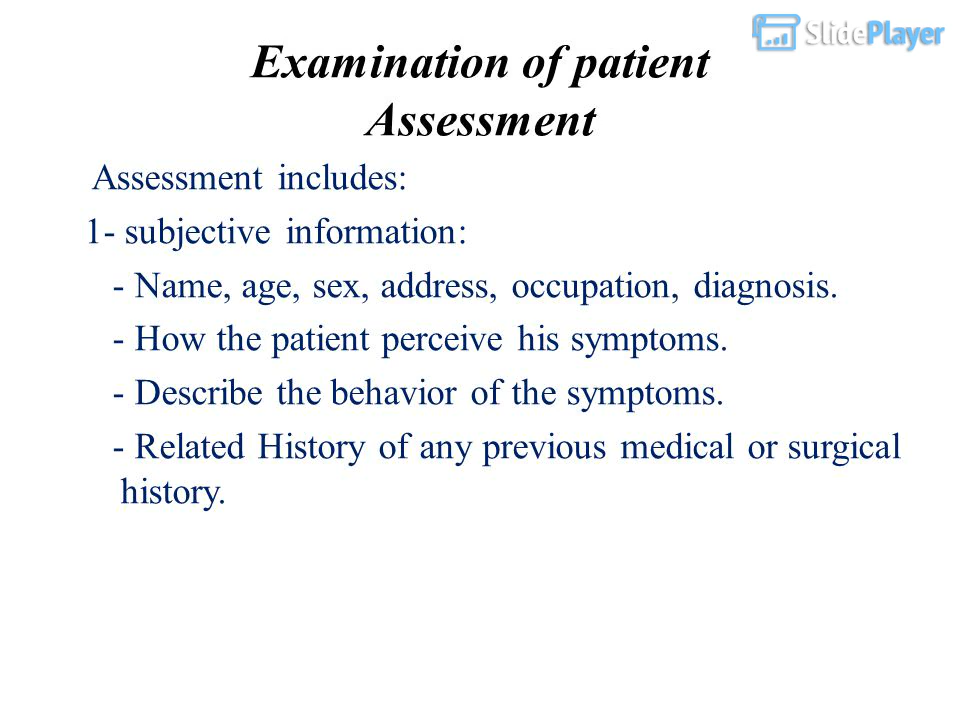 SlidePlayer
Examination of patient
Assessment
Assessment includes:
1- subjective information:
- Name, age, sex, address, occupation, diagnosis.
- How the patient perceive his symptoms.
- Describe the behavior of the symptoms.
- Related History of any previous medical or surgical
history.